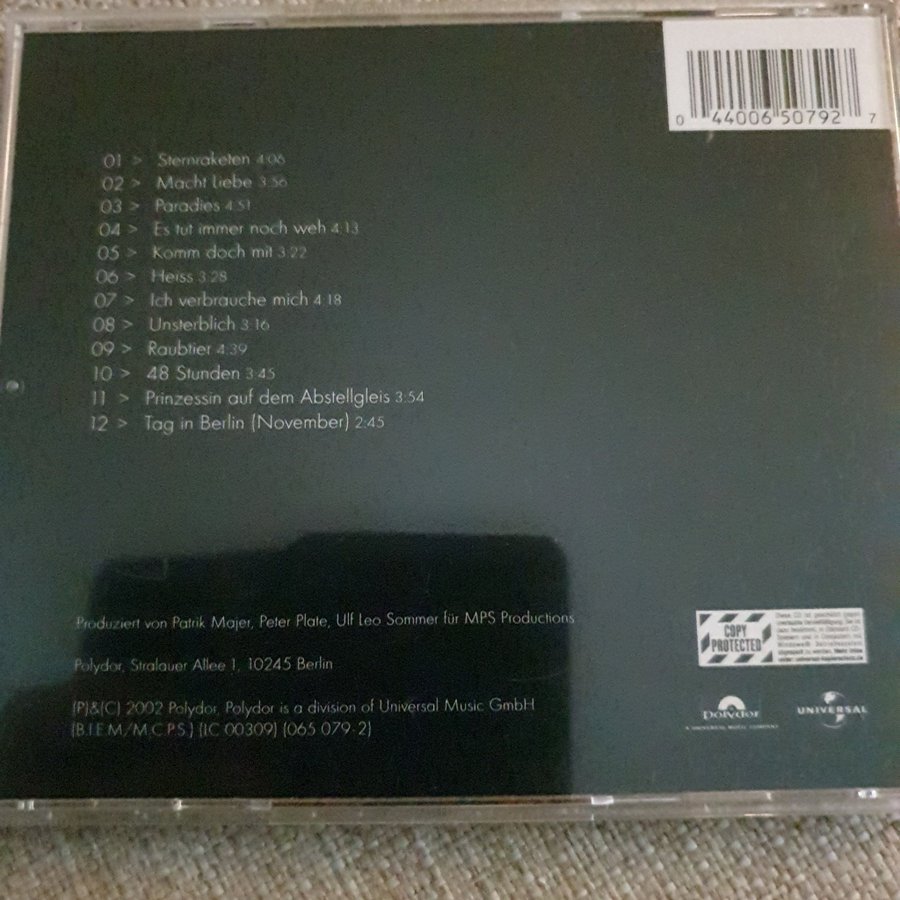 0 44006 50792 7
01 > Sternraketen 4:06
02 > Macht Liebe 3:56
03 > Paradies 4:51
04 > Es tut immer noch weh 4:13
05 > Komm doch mit 3:22
06 > Heiss 3:28
07 > Ich verbrauche mich 4:18
08 > Unsterblich 3:16
09 > Raubtier 4:39
10 > 48 Stunden 3:45
11 > Prinzessin auf dem Abstellgleis 3:54
12 > Tag in Berlin (November) 2:45
Produziert von Patrik Majer, Peter Plate, Ulf Leo Sommer für MPS Productions
Polydor, Stralauer Allee 1, 10245 Berlin
(P)&(C) 2002 Polydor, Polydor is a division of Universal Music GmbH
(B.I.E.M/M.C.P.S.) (LC 00309) (065 079-2)
COPY
PROTECTED
Polydor
A UNIVERSAL MUSIC COMPANY
UNIVERSAL